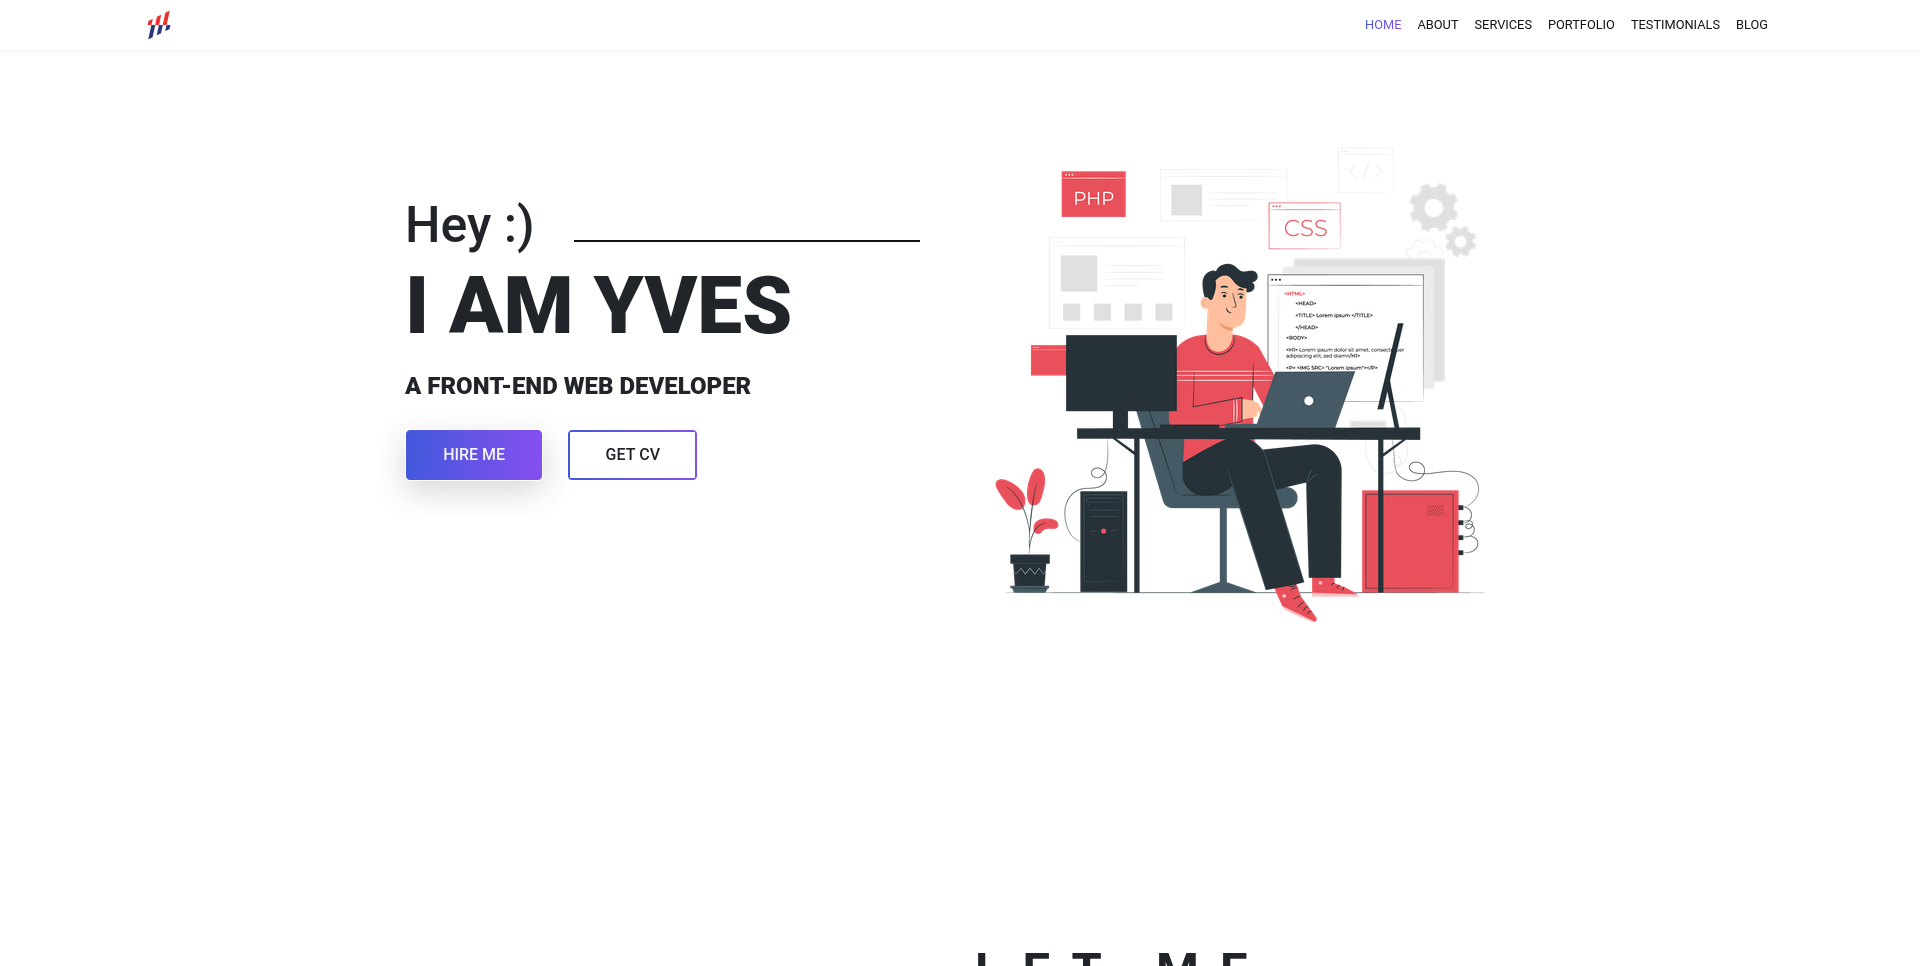 HOME ABOUT SERVICES PORTFOLIO TESTIMONIALS BLOG
Hey :)
I AM YVES
A FRONT-END WEB DEVELOPER
HIRE ME
GET CV
PHP
</>
CSS
<HTML>
<HEAD>
<TITLE> Lorem ipsum </TITLE>
</HEAD>
<BODY>
<H1> Lorem ipsum dolor sit amet,
adipiscing elit, sed diam</H1>
<P> <IMG SRC> "Lorem ipsum"></P>
LET ME